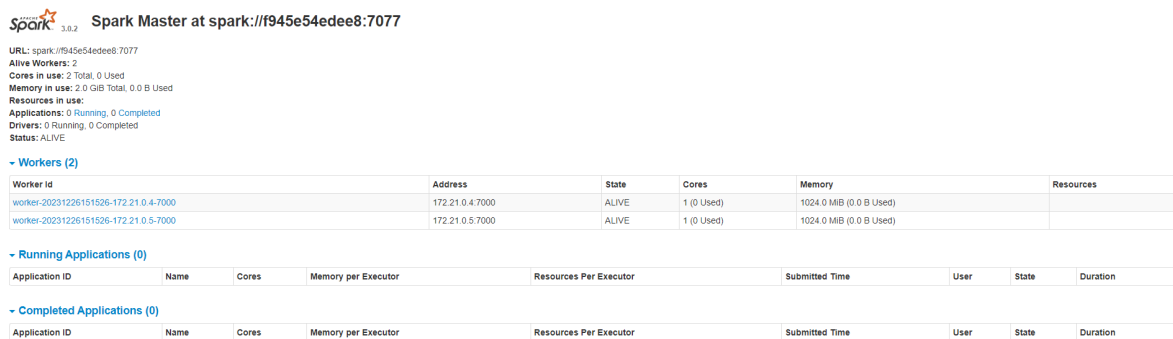 APACHE
Spark 3.0.2 Spark Master at spark://f945e54edee8:7077
URL: spark://f945e54edee8:7077
Alive Workers: 2
Cores in use: 2 Total, 0 Used
Memory in use: 2.0 GiB Total, 0.0 B Used
Resources in use:
Applications: 0 Running, 0 Completed
Drivers: 0 Running, 0 Completed
Status: ALIVE
Workers (2)
Worker Id Address State Cores Memory Resources
worker-20231226151526-172.21.0.4-7000 172.21.0.4:7000 ALIVE 1 (0 Used) 1024.0 MiB (0.0 B Used)
worker-20231226151526-172.21.0.5-7000 172.21.0.5:7000 ALIVE 1 (0 Used) 1024.0 MiB (0.0 B Used)
Running Applications (0)
Application ID Name Cores Memory per Executor Resources Per Executor Submitted Time User State Duration
Completed Applications (0)
Application ID Name Cores Memory per Executor Resources Per Executor Submitted Time User State Duration